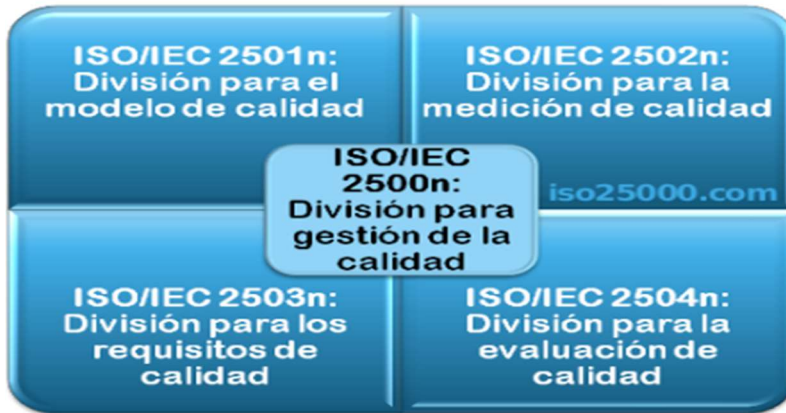 ISO/IEC 2501n:
División para el
modelo de calidad
ISO/IEC 2502n:
División para la
medición de calidad
ISO/IEC
2500n:
División para
gestión de la
calidad
iso25000.com
ISO/IEC 2503n:
División para los
requisitos de
calidad
ISO/IEC 2504n:
División para la
evaluación de
calidad